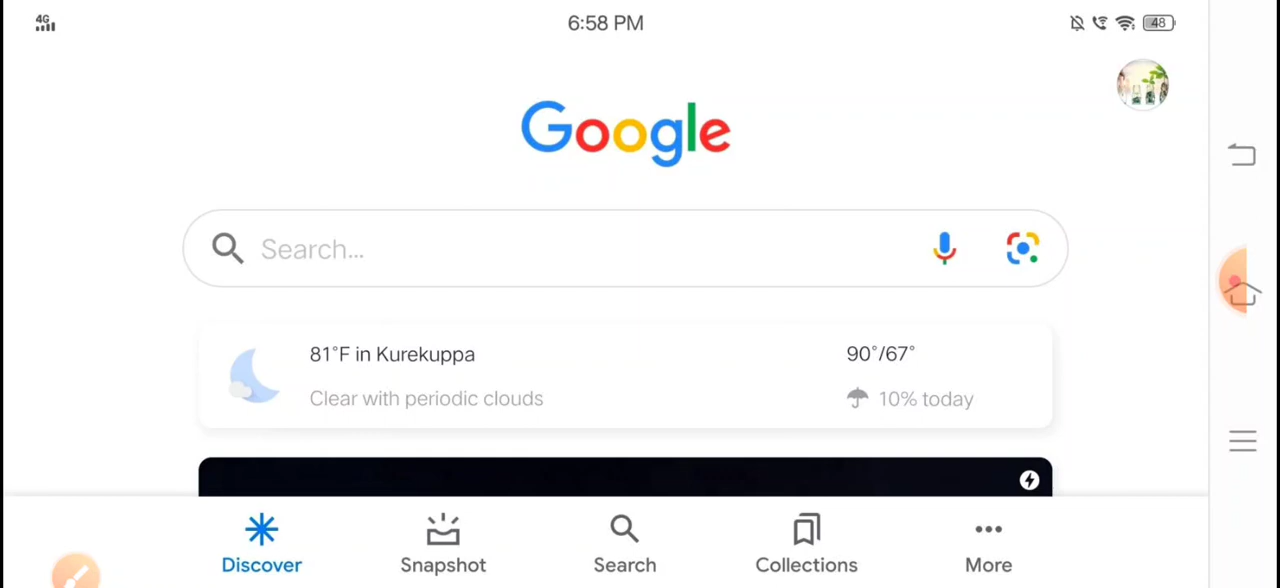 4G
6:58 PM
48
Google
Search...
81°F in Kurekuppa
90°/67°
Clear with periodic clouds
10% today
Discover
Snapshot
Search
Collections
More